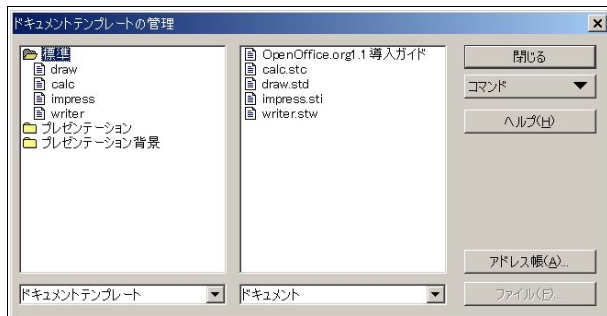 ドキュメントテンプレートの管理
標準
draw
calc
impress
writer
プレゼンテーション
プレゼンテーション背景
ドキュメントテンプレート
OpenOffice.org1.1導入ガイド
calc.stc
draw.std
impress.sti
writer.stw
ドキュメント
閉じる
コマンド
ヘルプ(H)
アドレス帳(A)...
ファイル(F)...